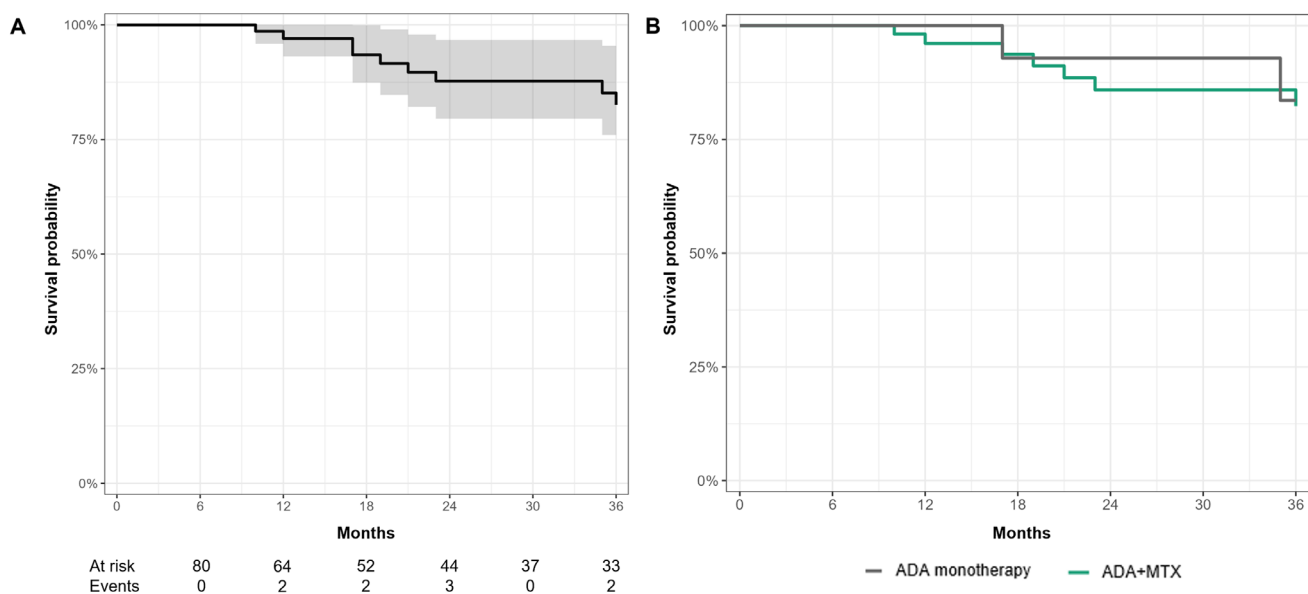 A
Survival probability
100%
75%
50%
25%
0%
0 6 12 18 24 30 36
Months
At risk 80 64 52 44 37 33
Events 0 2 2 3 0 2
B
Survival probability
100%
75%
50%
25%
0%
0 6 12 18 24 30 36
Months
ADA monotherapy ADA+MTX